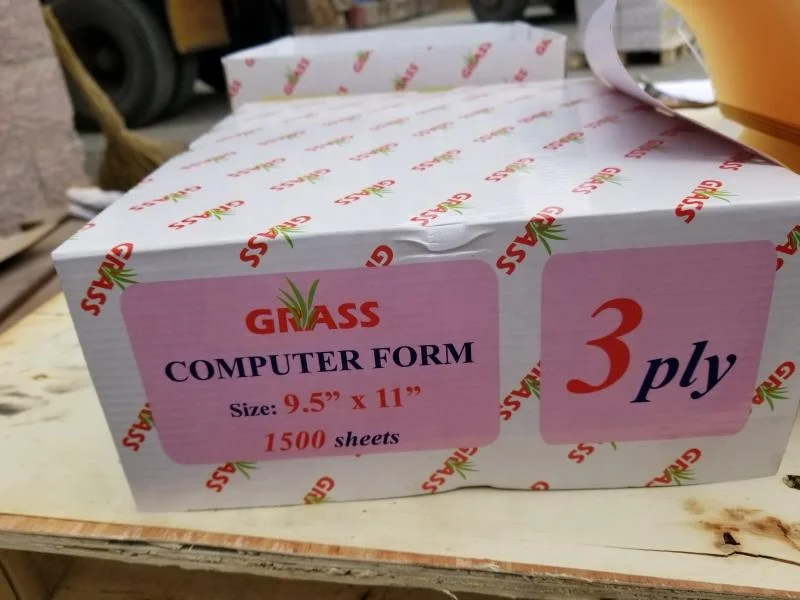 GRASS
COMPUTER FORM
Size: 9.5” x 11”
1500 sheets
3 ply